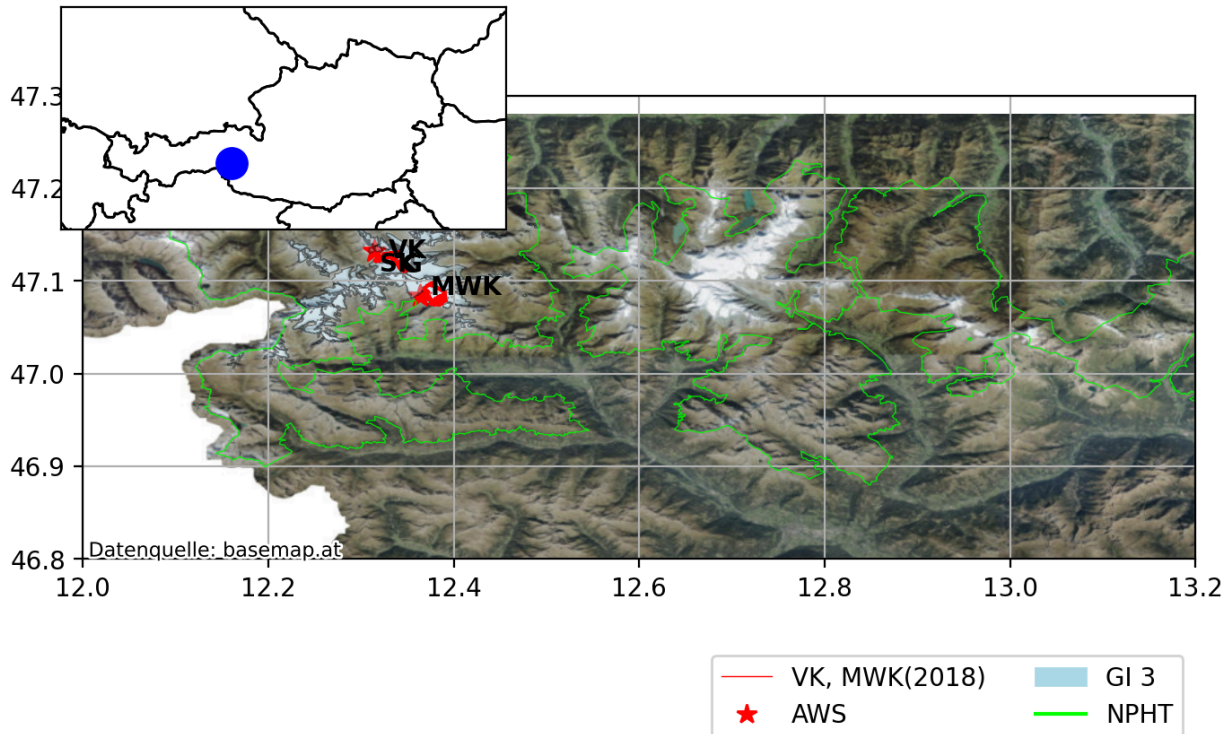 47.3
47.2
VK
SG
47.1
MWK
47.0
46.9
Datenquelle: basemap.at
46.8
12.0 12.2 12.4 12.6 12.8 13.0 13.2
VK, MWK(2018) GI 3
AWS NPHT